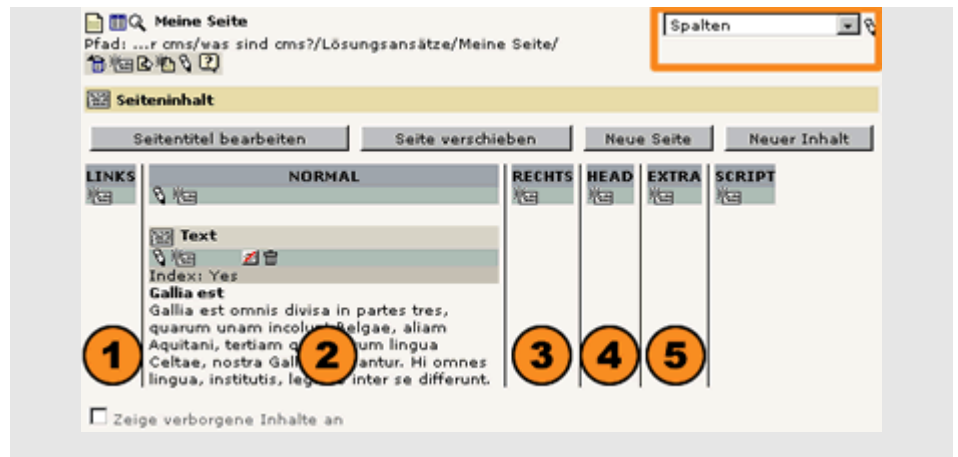 Meine Seite
Spalten
Pfad: ...r cms/was sind cms?/Lösungsansätze/Meine Seite/
Seiteninhalt
Seitentitel bearbeiten
Seite verschieben
Neue Seite
Neuer Inhalt
LINKS
NORMAL
RECHTS
HEAD
EXTRA
SCRIPT
Text
Index: Yes
Gallia est
Gallia est omnis divisa in partes tres,
quarum unam elgae, aliam
Aquitani, tertiam um lingua
Celtae, nostra antur. Hi omnes
lingua, institutis, inter se differunt.
1
2
3
4
5
Zeige verborgene Inhalte an